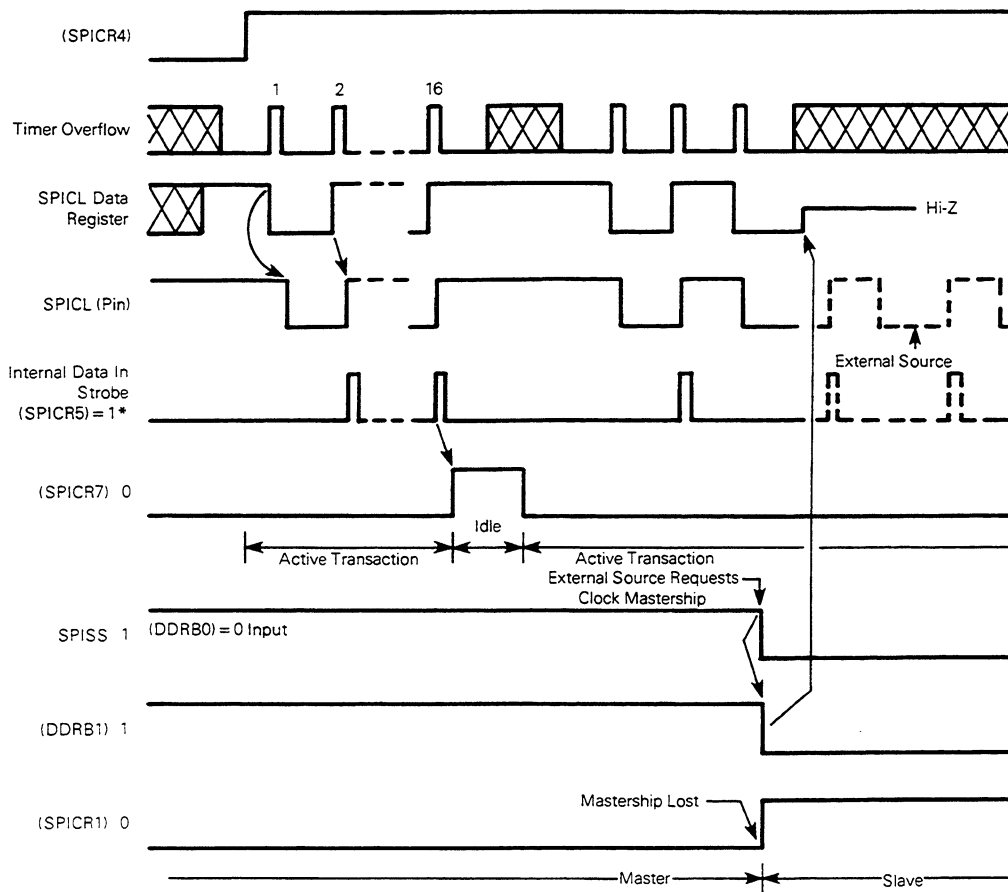 (SPICR4)
1 2 16
Timer Overflow
SPICL Data
Register
Hi-Z
SPICL (Pin)
External Source
Internal Data In
Strobe
(SPICR5) = 1*
(SPICR7) 0
Idle
Active Transaction
Active Transaction
External Source Requests
Clock Mastership
SPISS 1
(DDRB0) = 0 Input
(DDRB1) 1
Mastership Lost
(SPICR1) 0
Master
Slave